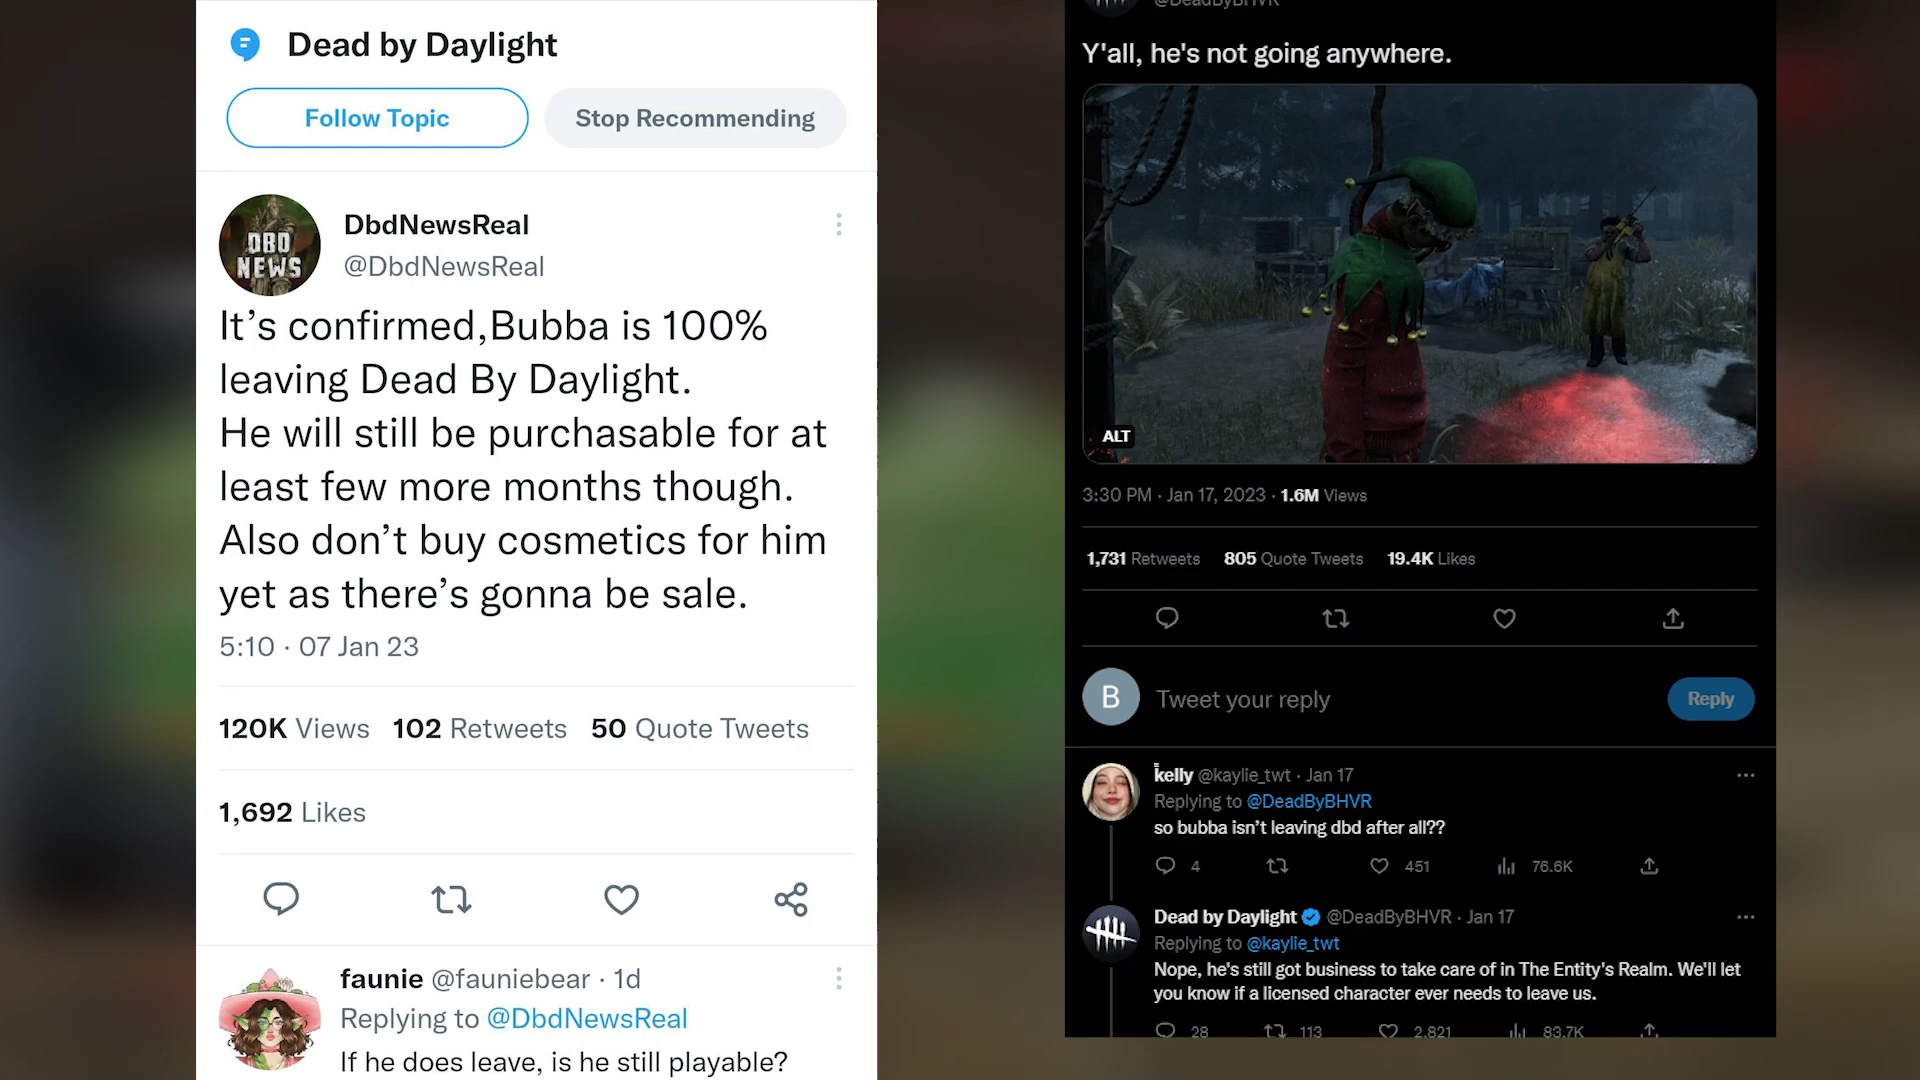 Dead by Daylight
Follow Topic
Stop Recommending
DBD
NEWS
DbdNewsReal
@DbdNewsReal
It’s confirmed,Bubba is 100%
leaving Dead By Daylight.
He will still be purchasable for at
least few more months though.
Also don’t buy cosmetics for him
yet as there’s gonna be sale.
5:10 · 07 Jan 23
120K Views 102 Retweets 50 Quote Tweets
1,692 Likes
faunie @fauniebear · 1d
Replying to @DbdNewsReal
If he does leave, is he still playable?
@DeadByBHVR
Y'all, he's not going anywhere.
ALT
3:30 PM · Jan 17, 2023 · 1.6M Views
1,731 Retweets 805 Quote Tweets 19.4K Likes
B
Tweet your reply
Reply
kelly @kaylie_twt · Jan 17
Replying to @DeadByBHVR
so bubba isn’t leaving dbd after all??
4 451 76.6K
Dead by Daylight @DeadByBHVR · Jan 17
Replying to @kaylie_twt
Nope, he's still got business to take care of in The Entity's Realm. We'll let
you know if a licensed character ever needs to leave us.
28 113 2,821 83.7K